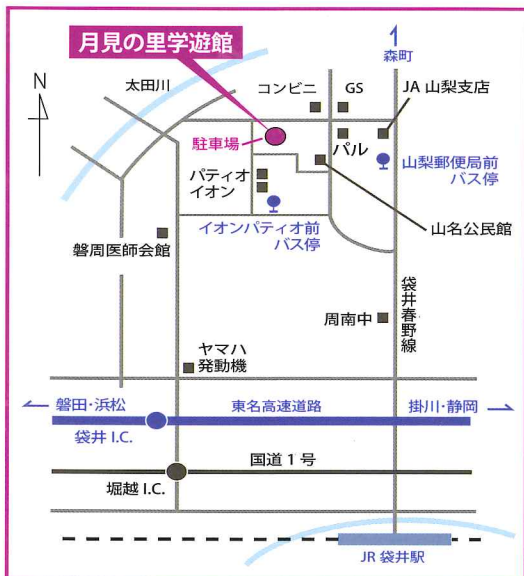 月見の里学遊館
森町
N
太田川
コンビニ
GS
JA 山梨支店
駐車場
パル
山梨郵便局前
バス停
パティオ
イオン
イオンパティオ前
バス停
山名公民館
磐周医師会館
袋井春野線
周南中
ヤマハ
発動機
磐田・浜松
東名高速道路
掛川・静岡
袋井 I.C.
国道1号
堀越 I.C.
JR 袋井駅